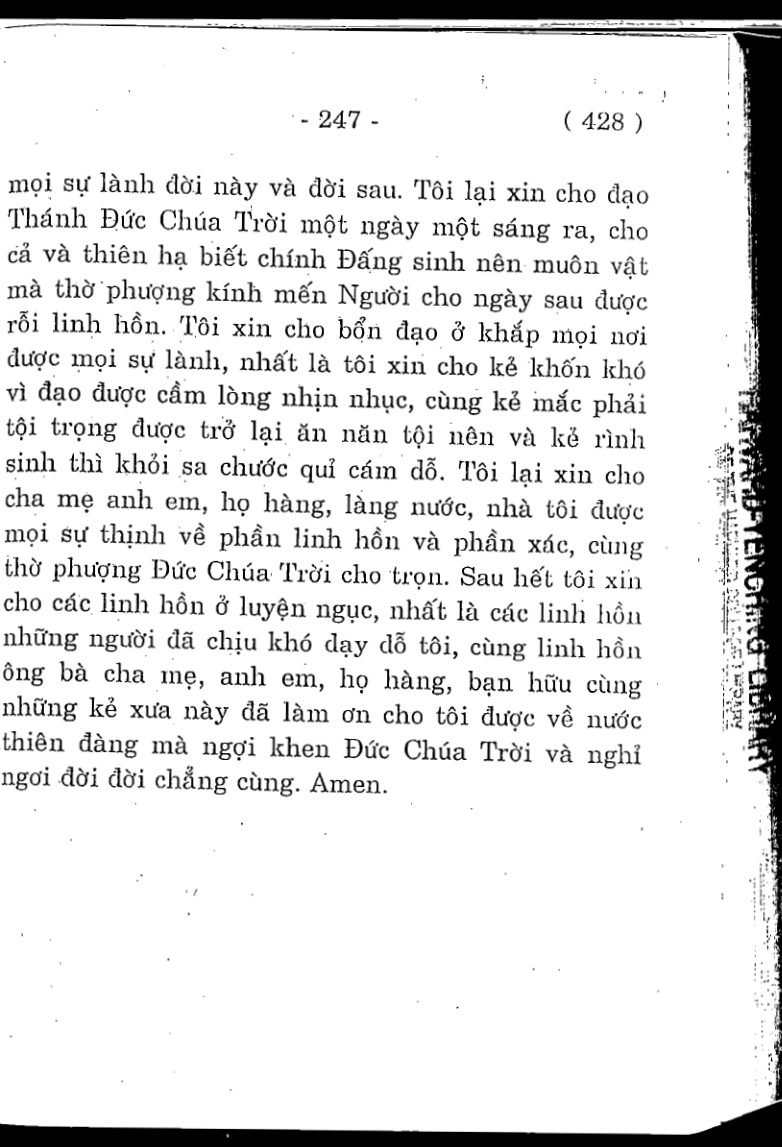 - 247 - ( 428 )
mọi sự lành đời này và đời sau. Tôi lại xin cho đạo
Thánh Đức Chúa Trời một ngày một sáng ra, cho
cả và thiên hạ biết chính Đấng sinh nên muôn vật
mà thờ phượng kính mến Người cho ngày sau được
rỗi linh hồn. Tôi xin cho bổn đạo ở khắp mọi nơi
được mọi sự lành, nhất là tôi xin cho kẻ khốn khó
vì đạo được cầm lòng nhịn nhục, cùng kẻ mắc phải
tội trọng được trở lại ăn năn tội nên và kẻ rình
sinh thì khỏi sa chước quỉ cám dỗ. Tôi lại xin cho
cha mẹ anh em, họ hàng, làng nước, nhà tôi được
mọi sự thịnh về phần linh hồn và phần xác, cùng
thờ phượng Đức Chúa Trời cho trọn. Sau hết tôi xin
cho các linh hồn ở luyện ngục, nhất là các linh hồn
những người đã chịu khó dạy dỗ tôi, cùng linh hồn
ông bà cha mẹ, anh em, họ hàng, bạn hữu cùng
những kẻ xưa này đã làm ơn cho tôi được về nước
thiên đàng mà ngợi khen Đức Chúa Trời và nghỉ
ngơi đời đời chẳng cùng. Amen.
LIBRARY